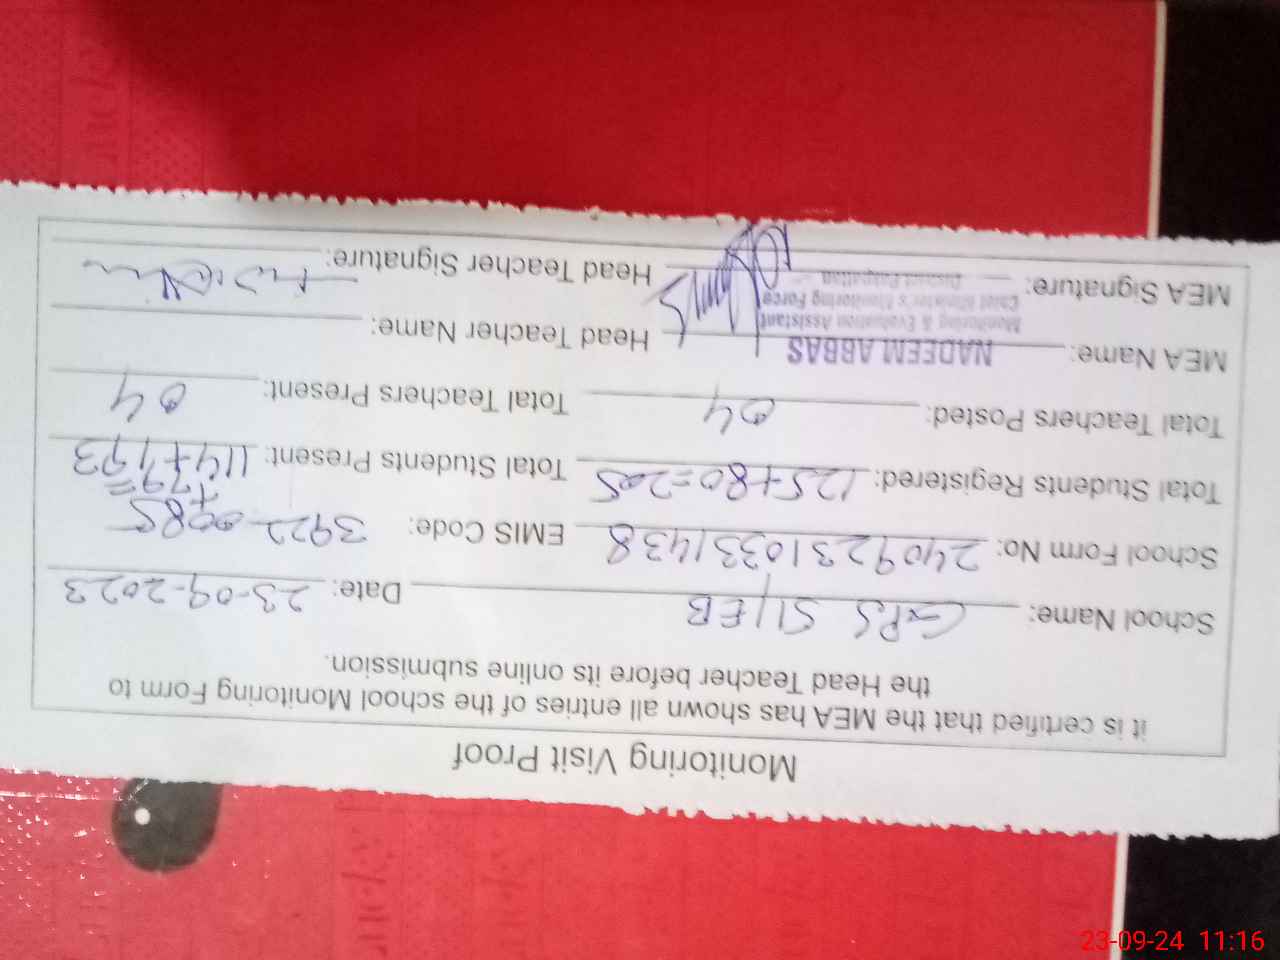 Monitoring Visit Proof
it is certified that the MEA has shown all entries of the school Monitoring Form to
the Head Teacher before its online submission.
School Name: GPS Date: 23-09-2023
School Form No: 24092310331438 EMIS Code: 3922-0085
Total Students Registered: 125+80=205 Total Students Present: 114+79=193
Total Teachers Posted: 04 Total Teachers Present: 04
MEA Name: NADEEM ABBAS Head Teacher Name:
Monitoring & Evaluation Assistant
Chief Minister's Monitoring Force
District Pakpattan
MEA Signature: Head Teacher Signature:
23-09-24 11:16